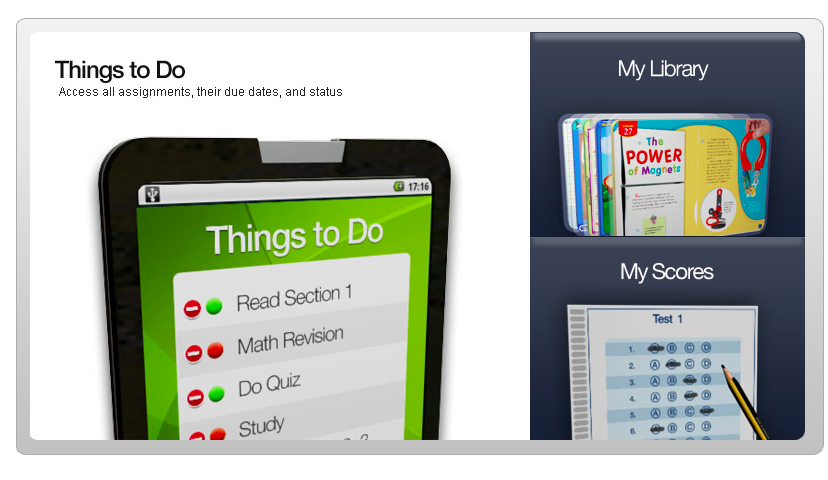 Things to Do
Access all assignments, their due dates, and status
17:16
Things to Do
Read Section 1
Math Revision
Do Quiz
Study
My Library
27
The
POWER
of Magnets
My Scores
Test 1
1. A B C D
2. A C D
3. A B D
4. A B D
5. A B C
6. B C D